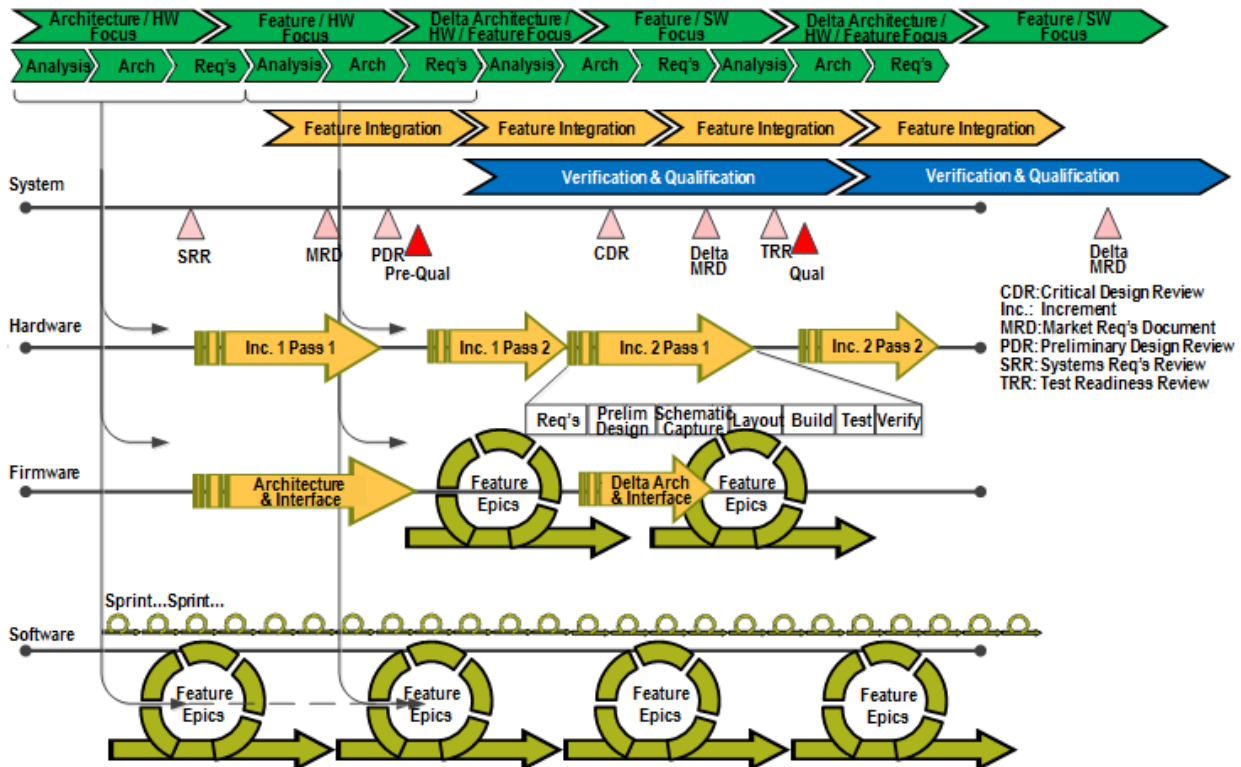 Architecture / HW
Focus
Feature / HW
Focus
Delta Architecture /
HW / Feature Focus
Feature / SW
Focus
Delta Architecture /
HW / Feature Focus
Feature / SW
Focus
Analysis
Arch
Req's
Analysis
Arch
Req's
Analysis
Arch
Req's
Analysis
Arch
Req's
Feature Integration
Feature Integration
Feature Integration
Feature Integration
Verification & Qualification
Verification & Qualification
System
SRR
MRD
PDR
Pre-Qual
CDR
Delta
MRD
TRR
Qual
Delta
MRD
CDR: Critical Design Review
Inc.: Increment
MRD: Market Req's Document
PDR: Preliminary Design Review
SRR: Systems Req's Review
TRR: Test Readiness Review
Hardware
Inc. 1 Pass 1
Inc. 1 Pass 2
Inc. 2 Pass 1
Inc. 2 Pass 2
Req's
Prelim
Design
Schematic
Capture
Layout
Build
Test
Verify
Firmware
Architecture
& Interface
Feature
Epics
Delta Arch
& Interface
Feature
Epics
Sprint...Sprint...
Software
Feature
Epics
Feature
Epics
Feature
Epics
Feature
Epics